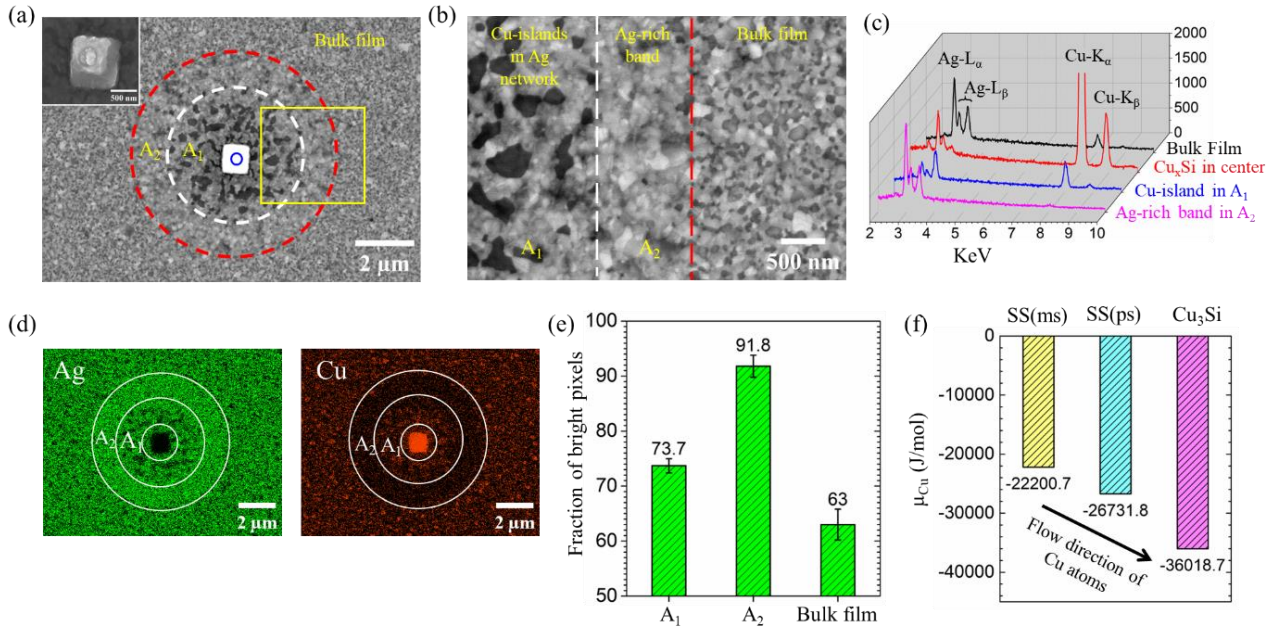 (a)
500 nm
Bulk film
A₂
A₁
2 μm
(b)
Cu-islands
in Ag
network
Ag-rich
band
Bulk film
A₁
A₂
500 nm
(c)
2000
1500
1000
500
0
Ag-Lα
Ag-Lβ
Cu-Kα
Cu-Kβ
Bulk Film
CuₓSi in center
Cu-island in A₁
Ag-rich band in A₂
2 3 4 5 6 7 8 9 10
KeV
(d)
Ag
A₂ A₁
2 μm
Cu
A₂ A₁
2 μm
(e)
Fraction of bright pixels
100
90
80
70
60
50
73.7
91.8
63
A₁ A₂ Bulk film
(f)
SS(ms) SS(ps) Cu₃Si
μCu (J/mol)
0
-10000
-20000
-30000
-40000
-22200.7
-26731.8
-36018.7
Flow direction of
Cu atoms